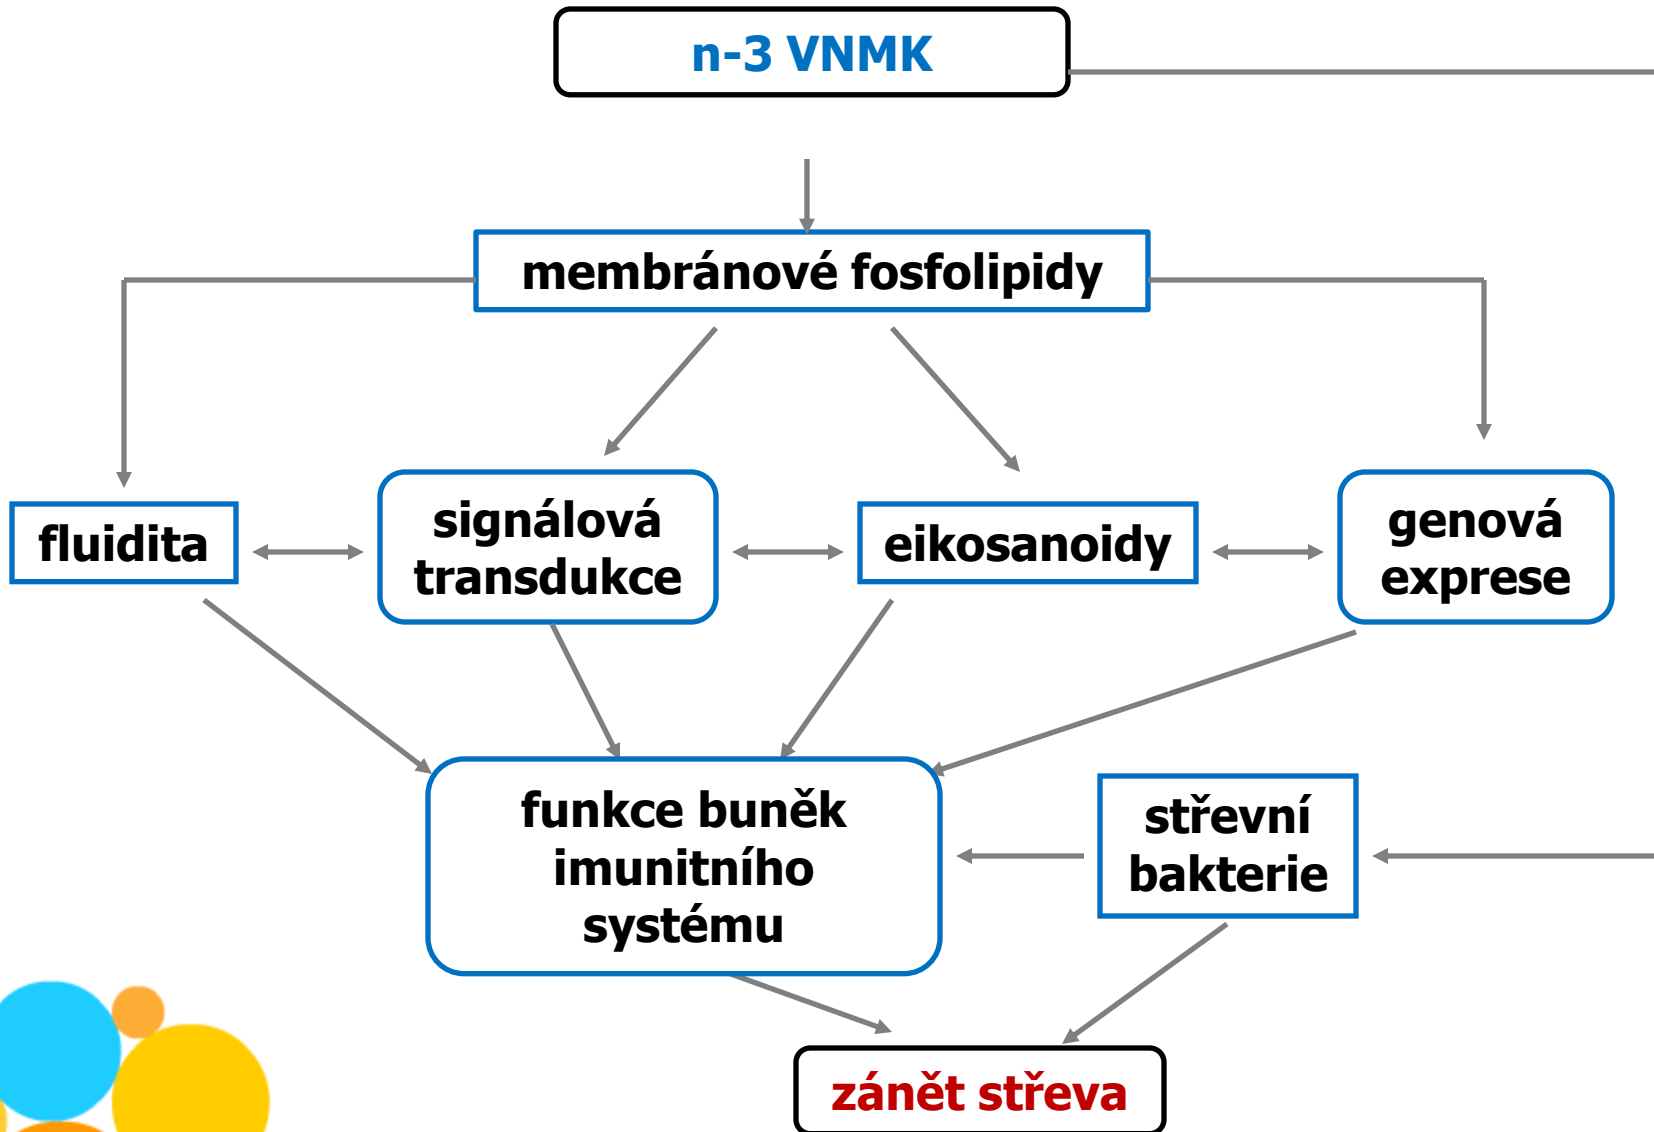 n-3 VNMK
membránové fosfolipidy
fluidita
signálová
transdukce
eikosanoidy
genová
exprese
funkce buněk
imunitního
systému
střevní
bakterie
zánět střeva